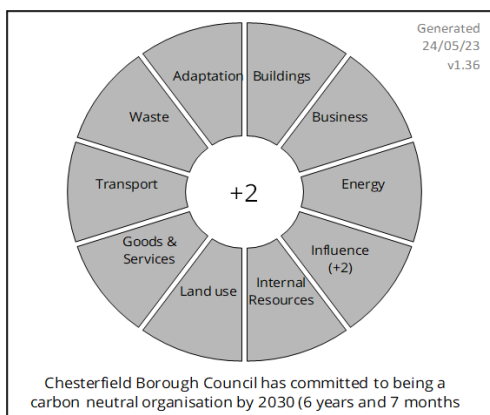 Generated
24/05/23
v1.36
Adaptation
Buildings
Waste
Business
Transport
+2
Energy
Goods &
Services
Influence
(+2)
Land use
Internal
Resources
Chesterfield Borough Council has committed to being a
carbon neutral organisation by 2030 (6 years and 7 months